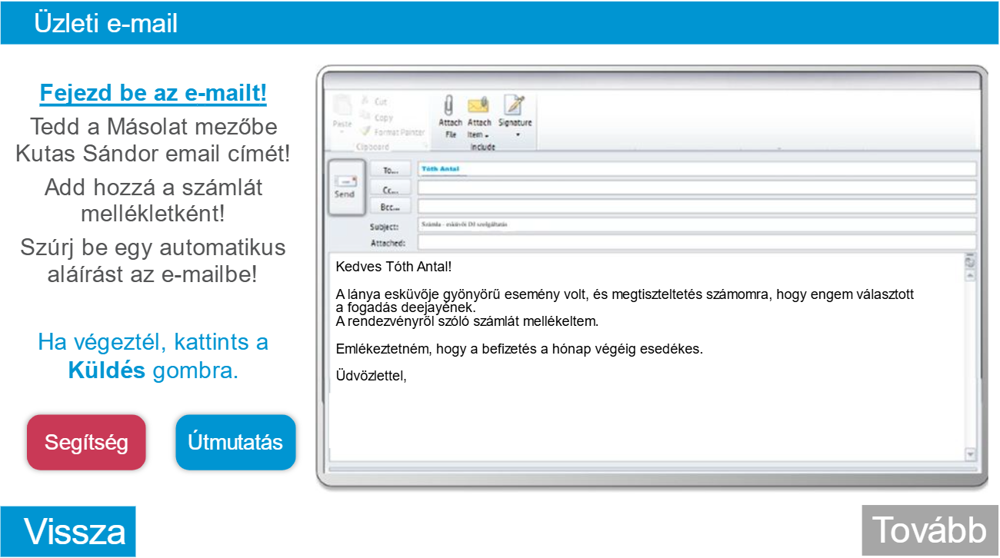 Üzleti e-mail
Fejezd be az e-mailt!
Tedd a Másolat mezőbe
Kutas Sándor email címét!
Add hozzá a számlát
mellékletként!
Szúrj be egy automatikus
aláírást az e-mailbe!
Ha végeztél, kattints a
Küldés gombra.
Segítség
Útmutatás
Paste
Cut
Copy
Format Painter
Clipboard
Attach File
Attach Item
Signature
Include
Send
To...
Tóth Antal
Cc...
Bcc...
Subject:
Számla - esküvői DJ szolgáltatás
Attached:
Kedves Tóth Antal!
A lánya esküvője gyönyörű esemény volt, és megtiszteltetés számomra, hogy engem választott
a fogadás deejayének.
A rendezvényről szóló számlát mellékeltem.
Emlékeztetném, hogy a befizetés a hónap végéig esedékes.
Üdvözlettel,
Vissza
Tovább